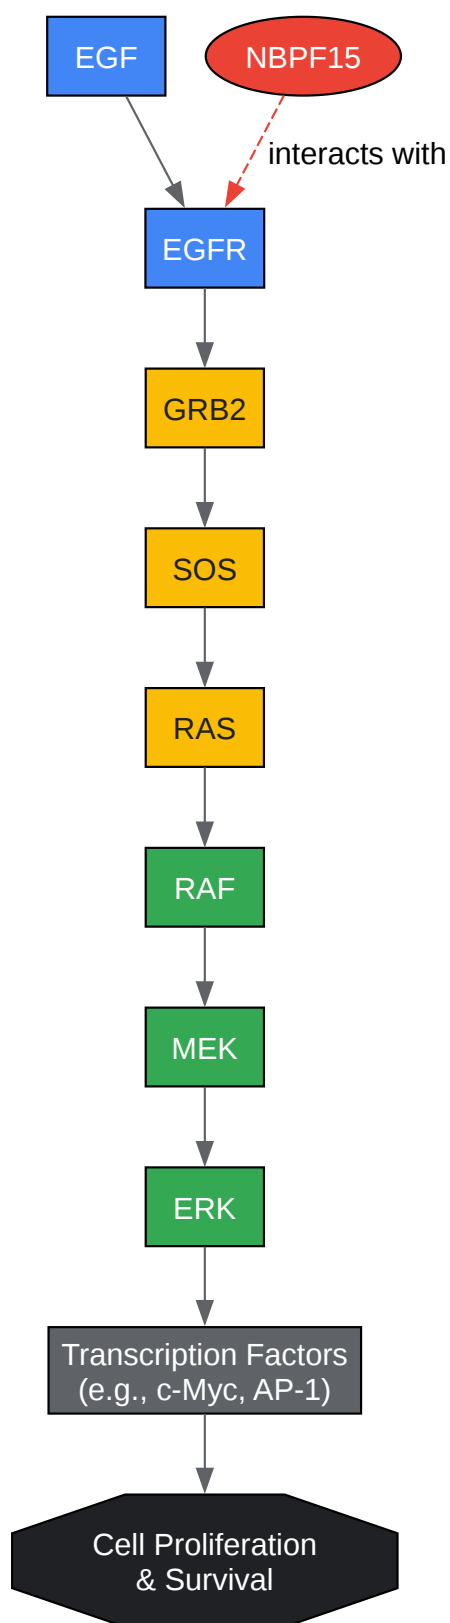 EGF
NBPF15
interacts with
EGFR
GRB2
SOS
RAS
RAF
MEK
ERK
Transcription Factors
(e.g., c-Myc, AP-1)
Cell Proliferation
& Survival